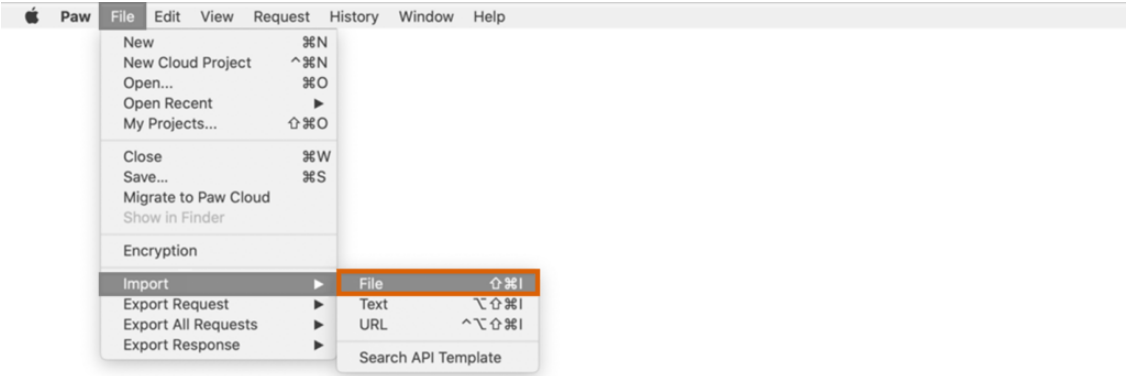 Paw File Edit View Request History Window Help
New ⌘N
New Cloud Project ^⌘N
Open... ⌘O
Open Recent ▶
My Projects... ⇧⌘O
Close ⌘W
Save... ⌘S
Migrate to Paw Cloud
Show in Finder
Encryption
Import ▶ File ⇧⌘I
Export Request ▶ Text ⌥⇧⌘I
Export All Requests ▶ URL ^⌥⇧⌘I
Export Response ▶
Search API Template